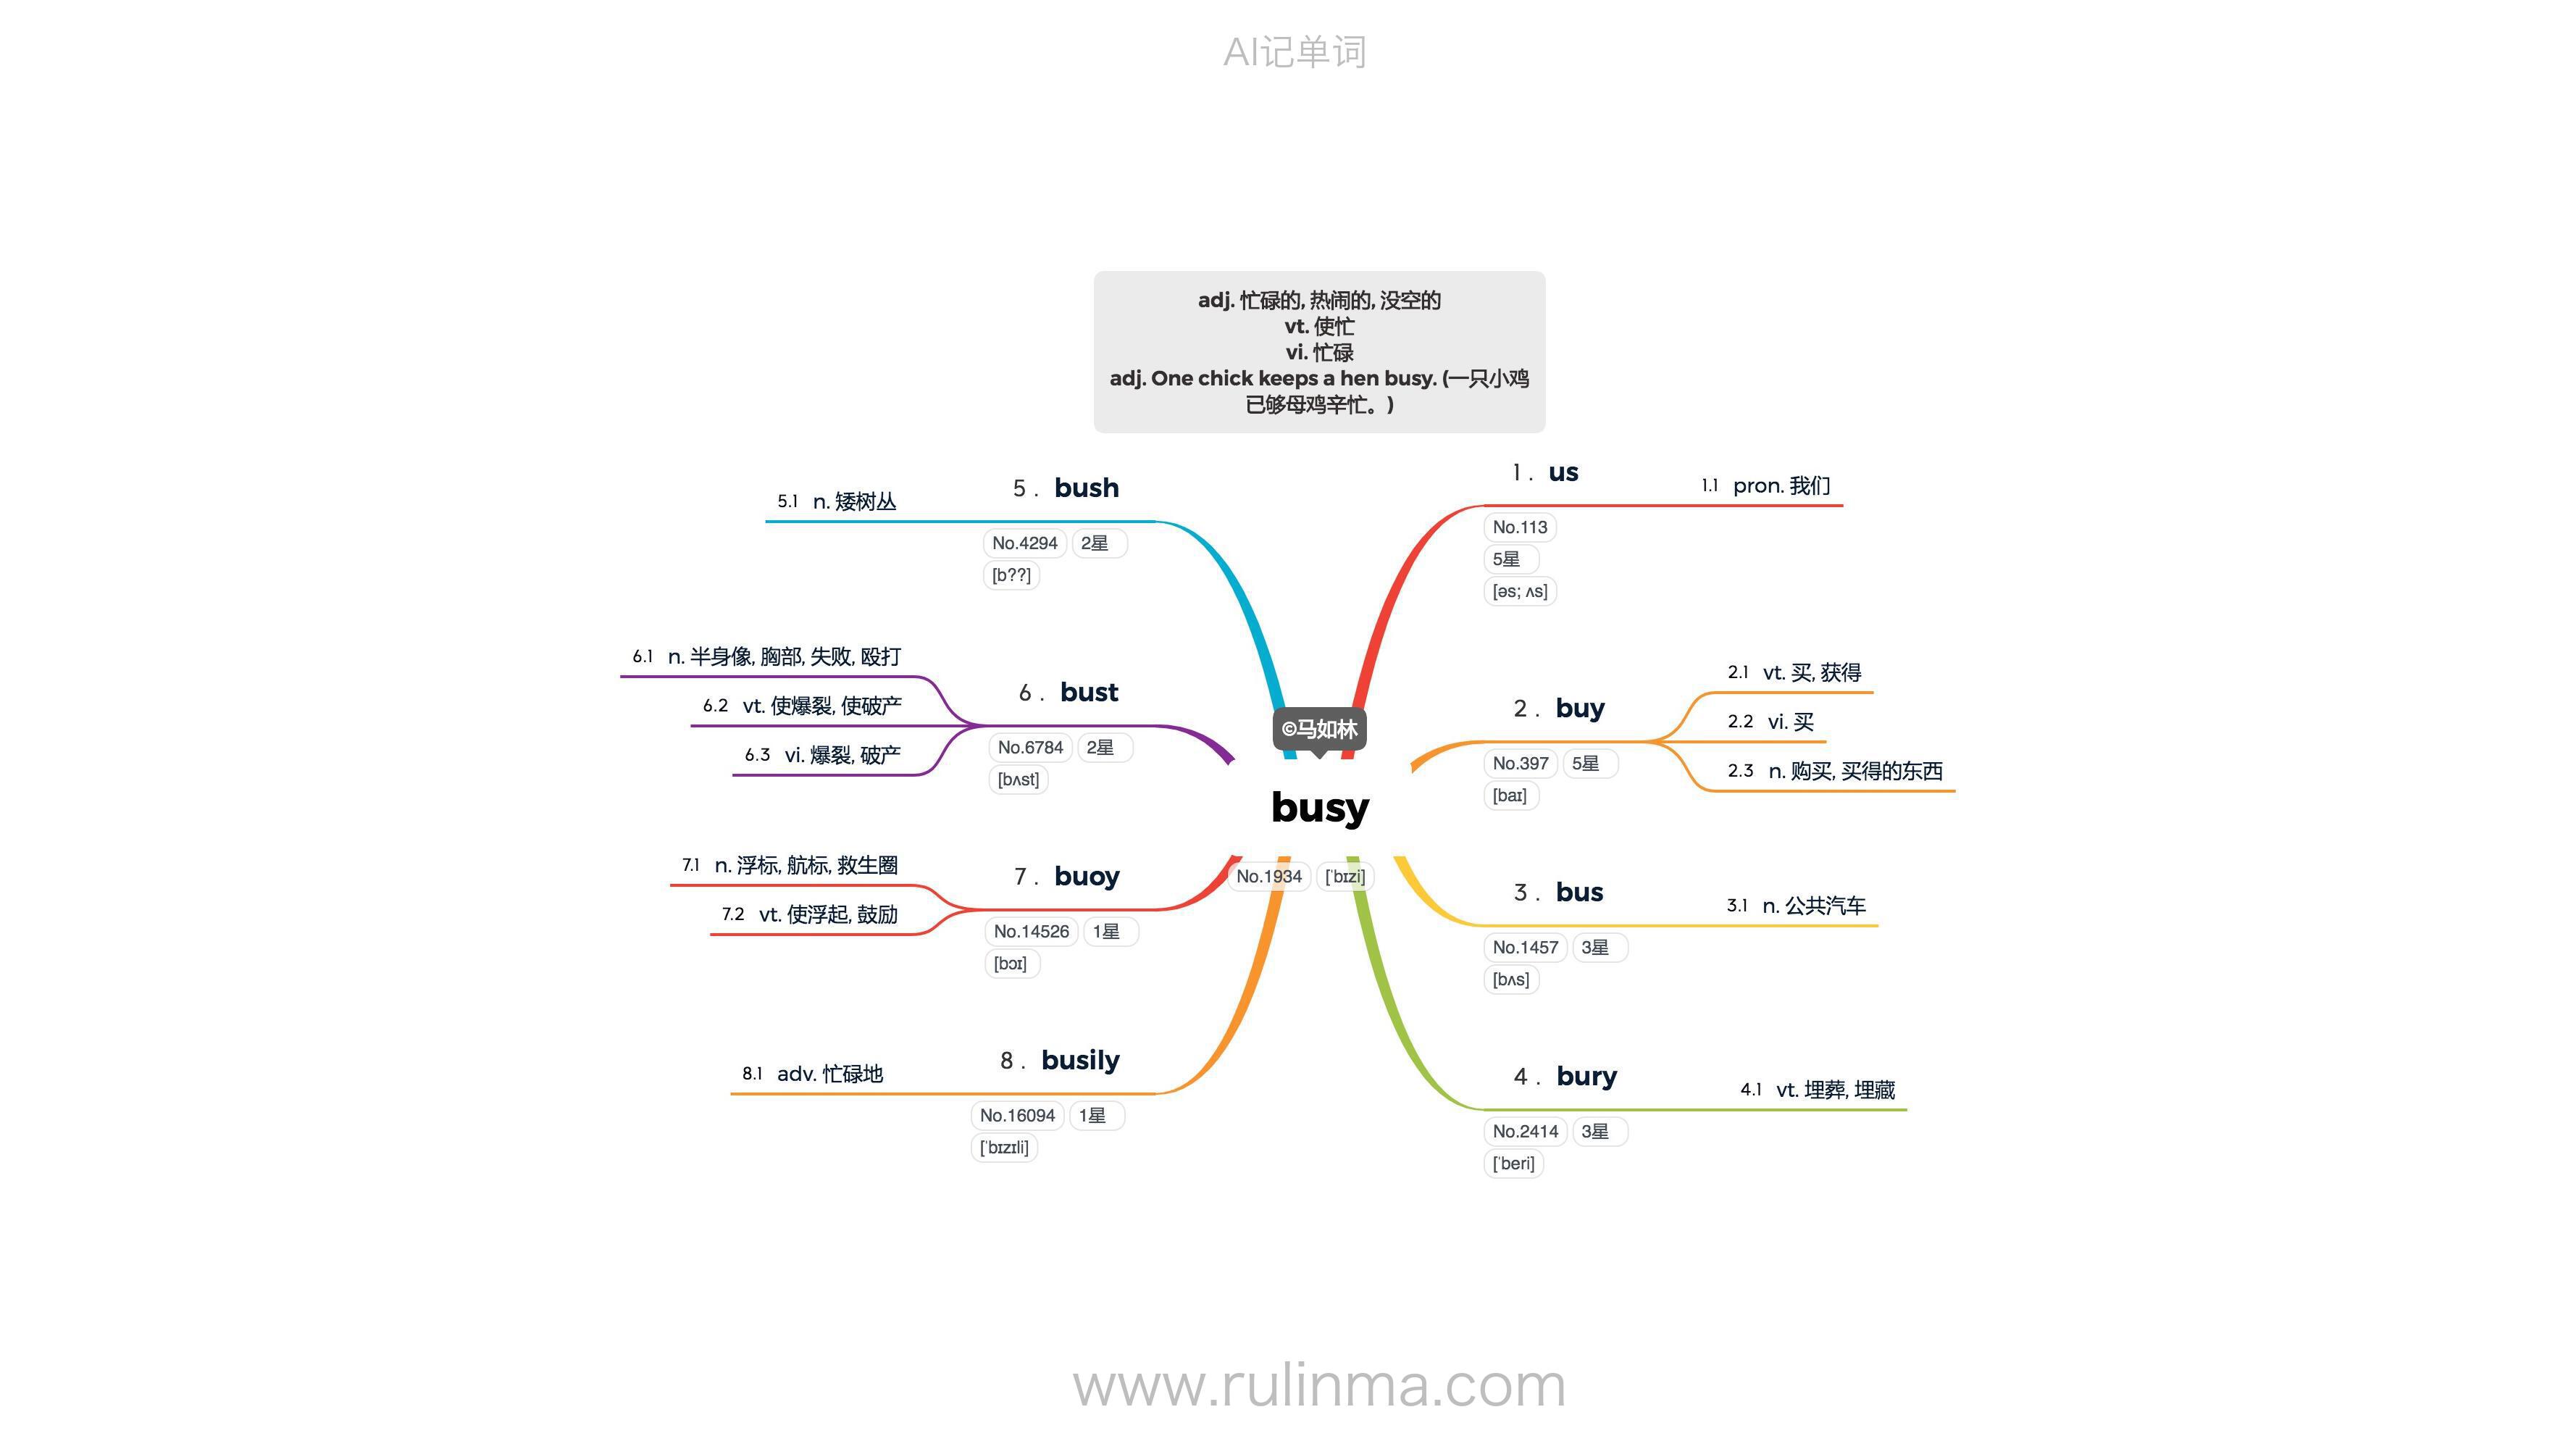 AI记单词
adj. 忙碌的, 热闹的, 没空的
vt. 使忙
vi. 忙碌
adj. One chick keeps a hen busy. (一只小鸡
已够母鸡辛忙。)
©马如林
busy
No.1934 [ˈbɪzi]
1 . us
No.113
5星
[əs; ʌs]
1.1 pron. 我们
2 . buy
No.397 5星
[baɪ]
2.1 vt. 买, 获得
2.2 vi. 买
2.3 n. 购买, 买得的东西
3 . bus
No.1457 3星
[bʌs]
3.1 n. 公共汽车
4 . bury
No.2414 3星
[ˈberi]
4.1 vt. 埋葬, 埋藏
5 . bush
No.4294 2星
[b??]
5.1 n. 矮树丛
6 . bust
No.6784 2星
[bʌst]
6.1 n. 半身像, 胸部, 失败, 殴打
6.2 vt. 使爆裂, 使破产
6.3 vi. 爆裂, 破产
7 . buoy
No.14526 1星
[bɔɪ]
7.1 n. 浮标, 航标, 救生圈
7.2 vt. 使浮起, 鼓励
8 . busily
No.16094 1星
[ˈbɪzɪli]
8.1 adv. 忙碌地
www.rulinma.com